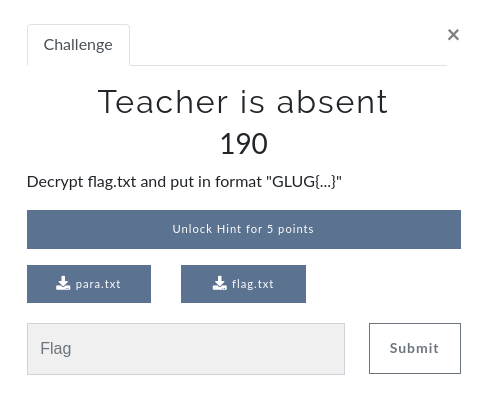 Challenge
×
Teacher is absent
190
Decrypt flag.txt and put in format "GLUG{...}"
Unlock Hint for 5 points
para.txt flag.txt
Flag Submit